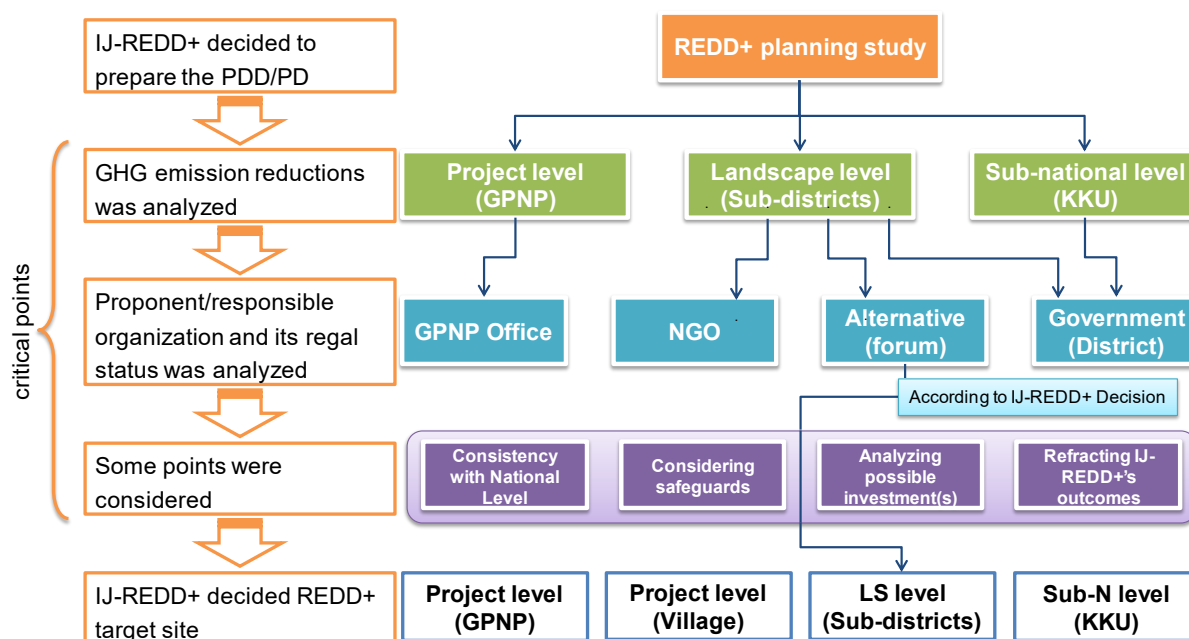 IJ-REDD+ decided to
prepare the PDD/PD
REDD+ planning study
critical points
GHG emission reductions
was analyzed
Project level
(GPNP)
Landscape level
(Sub-districts)
Sub-national level
(KKU)
Proponent/responsible
organization and its regal
status was analyzed
GPNP Office
NGO
Alternative
(forum)
Government
(District)
According to IJ-REDD+ Decision
Some points were
considered
Consistency
with National
Level
Considering
safeguards
Analyzing
possible
investment(s)
Refracting IJ-
REDD+'s
outcomes
IJ-REDD+ decided REDD+
target site
Project level
(GPNP)
Project level
(Village)
LS level
(Sub-districts)
Sub-N level
(KKU)